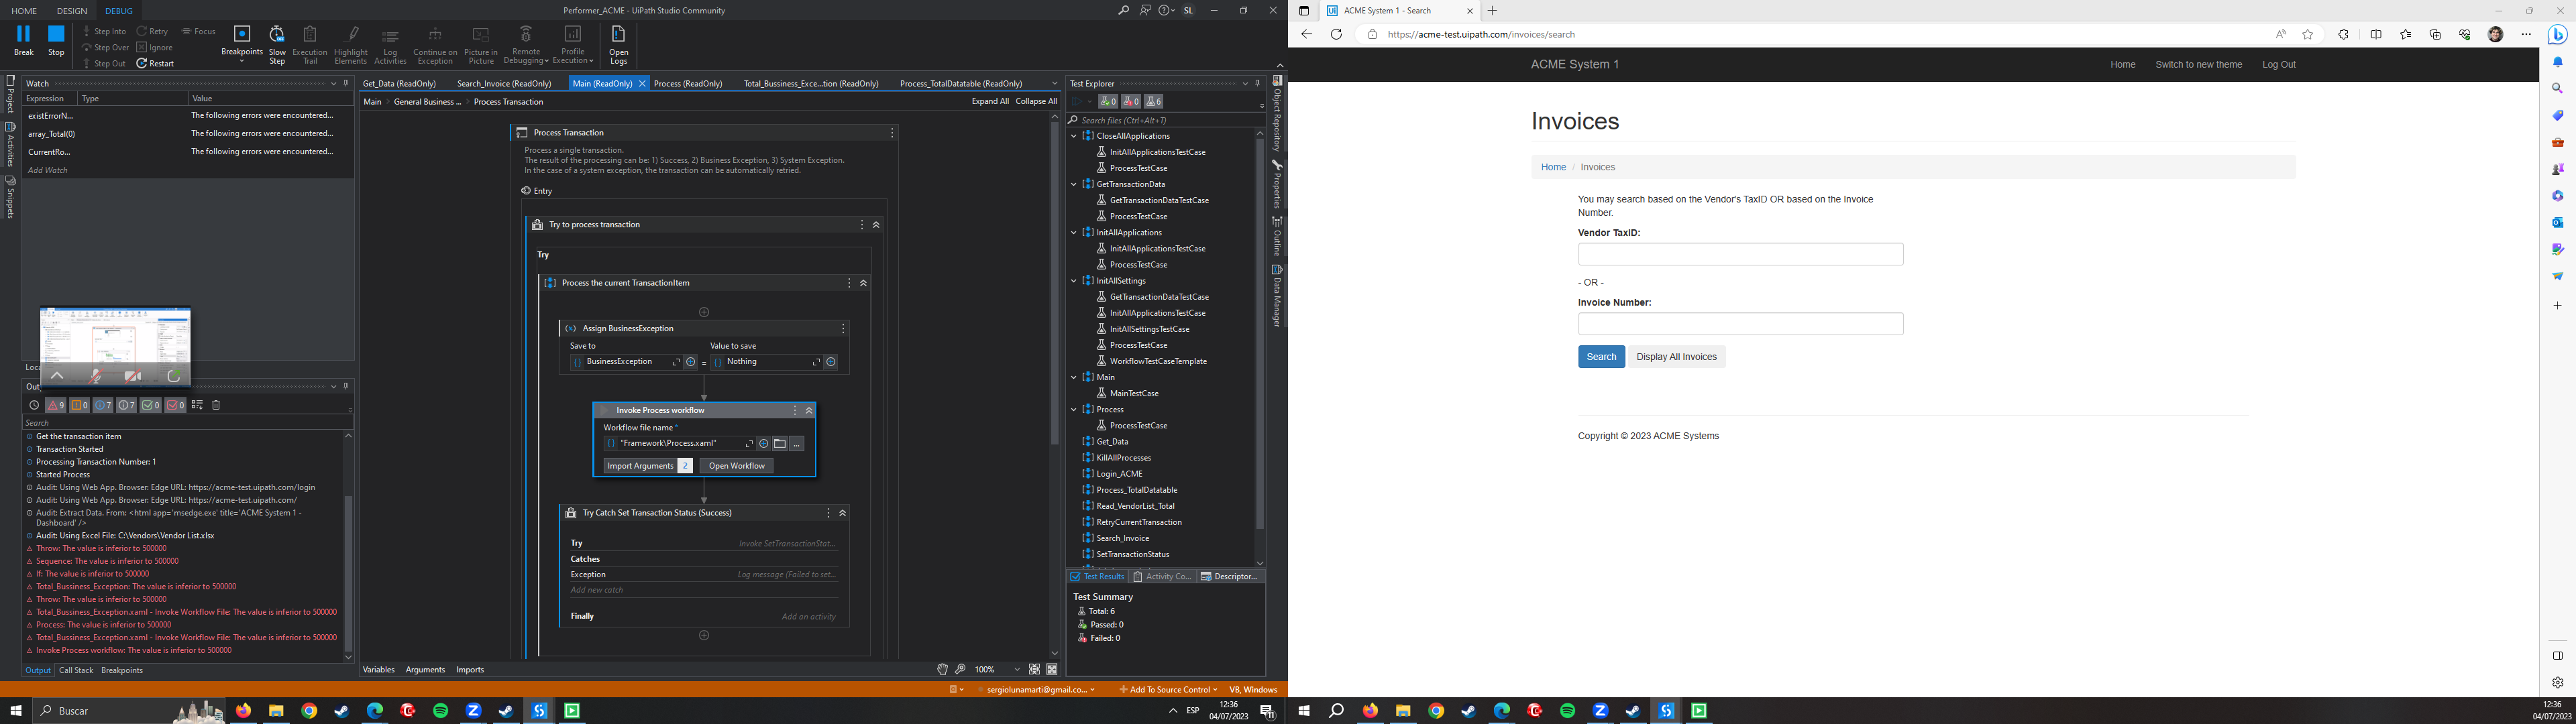 HOME DESIGN DEBUG
Performer_ACME - UiPath Studio Community
SL
Break
Stop
Step Into
Step Over
Step Out
Retry
Ignore
Restart
Focus
Breakpoints
Slow Step
Execution Trail
Highlight Elements
Log Activities
Continue on Exception
Picture in Picture
Remote Debugging
Profile Execution
Open Logs
Project
Activities
Snippets
Watch
Expression Type Value
existErrorN... The following errors were encountered...
array_Total(0) The following errors were encountered...
CurrentRo... The following errors were encountered...
Add Watch
Loca
Out
9 0 7 7 0 0
Search
Get the transaction item
Transaction Started
Processing Transaction Number: 1
Started Process
Audit: Using Web App. Browser: Edge URL: https://acme-test.uipath.com/login
Audit: Using Web App. Browser: Edge URL: https://acme-test.uipath.com/
Audit: Extract Data. From: <html app='msedge.exe' title='ACME System 1 -
Dashboard' />
Audit: Using Excel File: C:\Vendors\Vendor List.xlsx
Throw: The value is inferior to 500000
Sequence: The value is inferior to 500000
If: The value is inferior to 500000
Total_Bussiness_Exception: The value is inferior to 500000
Throw: The value is inferior to 500000
Total_Bussiness_Exception.xaml - Invoke Workflow File: The value is inferior to 500000
Process: The value is inferior to 500000
Total_Bussiness_Exception.xaml - Invoke Workflow File: The value is inferior to 500000
Invoke Process workflow: The value is inferior to 500000
Output Call Stack Breakpoints
Get_Data (ReadOnly) Search_Invoice (ReadOnly) Main (ReadOnly) Process (ReadOnly) Total_Bussiness_Exce...tion (ReadOnly) Process_TotalDatatable (ReadOnly)
Main > General Business ... > Process Transaction
Expand All Collapse All
Process Transaction
Process a single transaction.
The result of the processing can be: 1) Success, 2) Business Exception, 3) System Exception.
In the case of a system exception, the transaction can be automatically retried.
Entry
Try to process transaction
Try
Process the current TransactionItem
Assign BusinessException
Save to Value to save
BusinessException = Nothing
Invoke Process workflow
Workflow file name *
"Framework\Process.xaml"
Import Arguments 2 Open Workflow
Try Catch Set Transaction Status (Success)
Try Invoke SetTransactionStat...
Catches
Exception Log message (Failed to set...
Add new catch
Finally Add an activity
Variables Arguments Imports
100%
Test Explorer
0 0 6
Search files (Ctrl+Alt+T)
CloseAllApplications
InitAllApplicationsTestCase
ProcessTestCase
GetTransactionData
GetTransactionDataTestCase
ProcessTestCase
InitAllApplications
InitAllApplicationsTestCase
ProcessTestCase
InitAllSettings
GetTransactionDataTestCase
InitAllApplicationsTestCase
InitAllSettingsTestCase
ProcessTestCase
WorkflowTestCaseTemplate
Main
MainTestCase
Process
ProcessTestCase
Get_Data
KillAllProcesses
Login_ACME
Process_TotalDatatable
Read_VendorList_Total
RetryCurrentTransaction
Search_Invoice
SetTransactionStatus
Test Results Activity Co... Descriptor...
Test Summary
Total: 6
Passed: 0
Failed: 0
Object Repository
Properties
Outline
Data Manager
sergiolunamarti@gmail.co... Add To Source Control VB, Windows
Buscar
ESP
12:36
04/07/2023
11
Ui ACME System 1 - Search
https://acme-test.uipath.com/invoices/search
ACME System 1
Home Switch to new theme Log Out
Invoices
Home / Invoices
You may search based on the Vendor's TaxID OR based on the Invoice
Number.
Vendor TaxID:
- OR -
Invoice Number:
Search Display All Invoices
Copyright © 2023 ACME Systems
12:36
04/07/2023